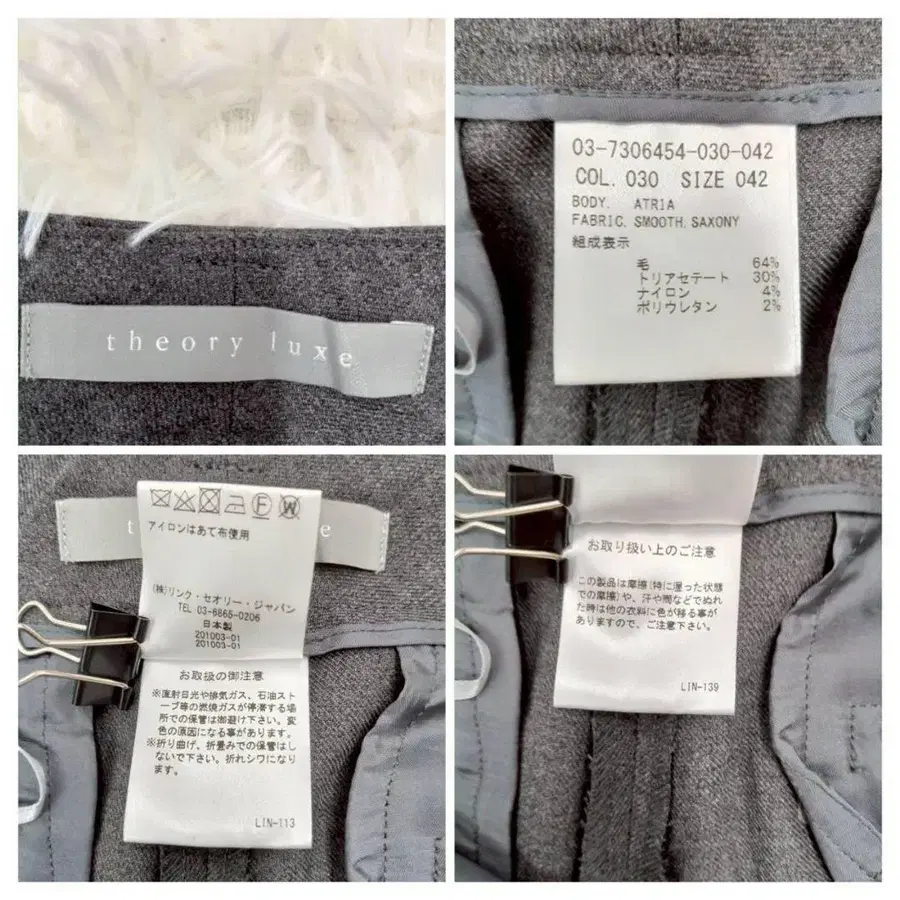 theory luxe
03-7306454-030-042
COL. 030 SIZE 042
BODY. ATRIA
FABRIC. SMOOTH. SAXONY
組成表示
毛 64%
トリアセテート 30%
ナイロン 4%
ポリウレタン 2%
t
e
F W
アイロンはあて布使用
(株)リンク・セオリー・ジャパン
TEL 03-6865-0206
日本製
201003-01
201003-01
お取扱の御注意
※直射日光や排気ガス、石油スト
ーブ等の燃焼ガスが停滞する場
所での保管は御避け下さい。変
色の原因になる事があります。
※折り曲げ、折畳みでの保管はし
ないで下さい。折れシワになり
ます。
LIN-113
お取り扱い上のご注意
この製品は摩擦(特に湿った状態
での摩擦)や、汗や雨などでぬれ
た時は他の衣料に色が移る事が
ありますので、ご注意下さい。
LIN-139